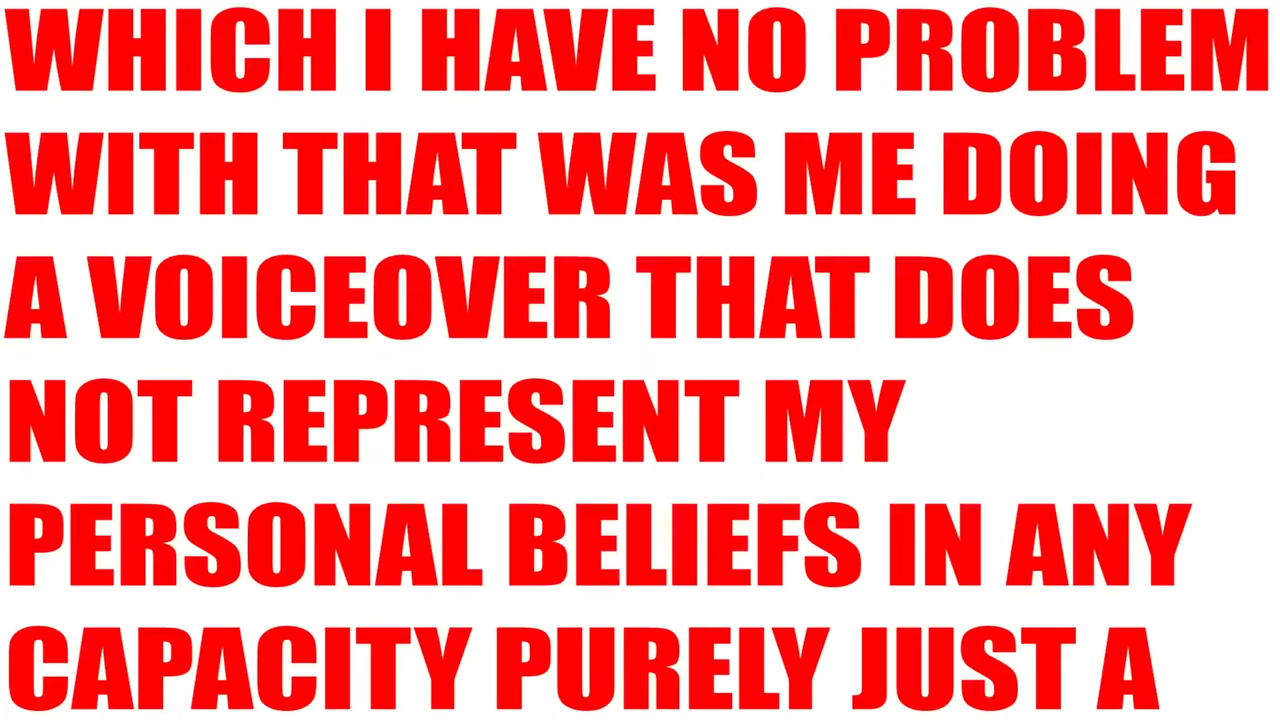 WHICH I HAVE NO PROBLEM
WITH THAT WAS ME DOING
A VOICEOVER THAT DOES
NOT REPRESENT MY
PERSONAL BELIEFS IN ANY
CAPACITY PURELY JUST A